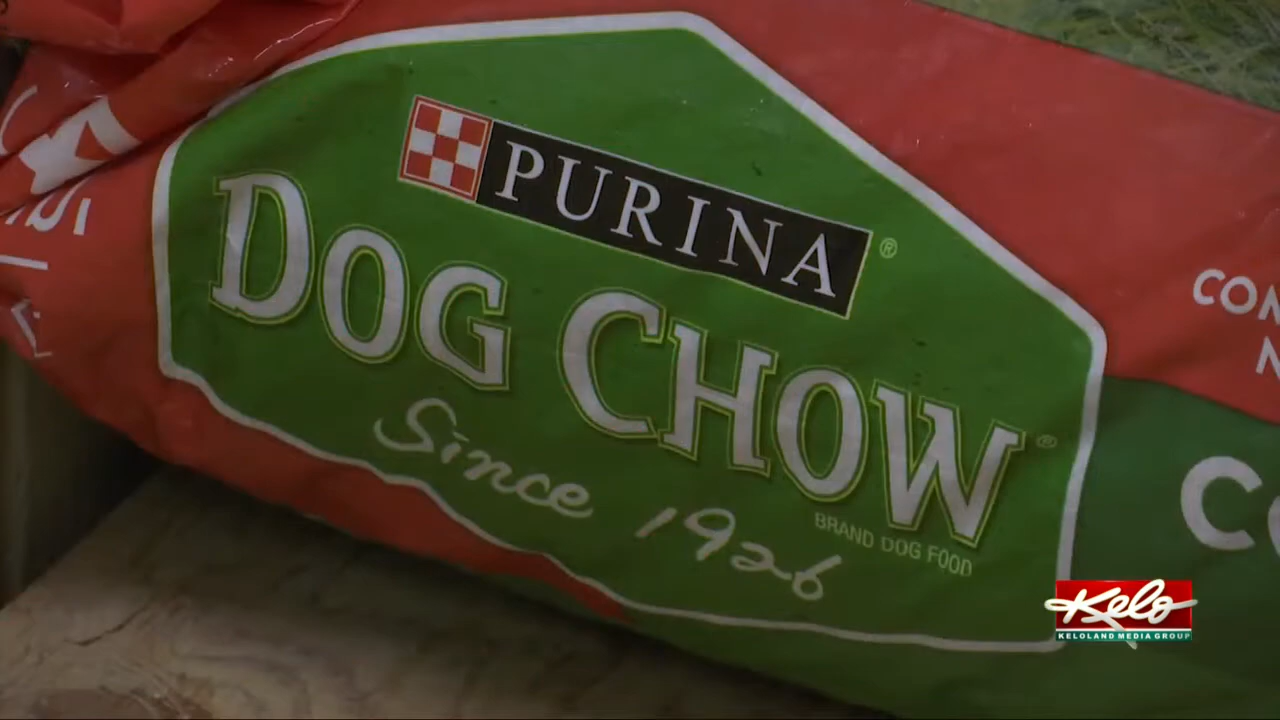 PURINA
®
DOG CHOW
®
Since 1926
BRAND DOG FOOD
Kelo
KELOLAND MEDIA GROUP